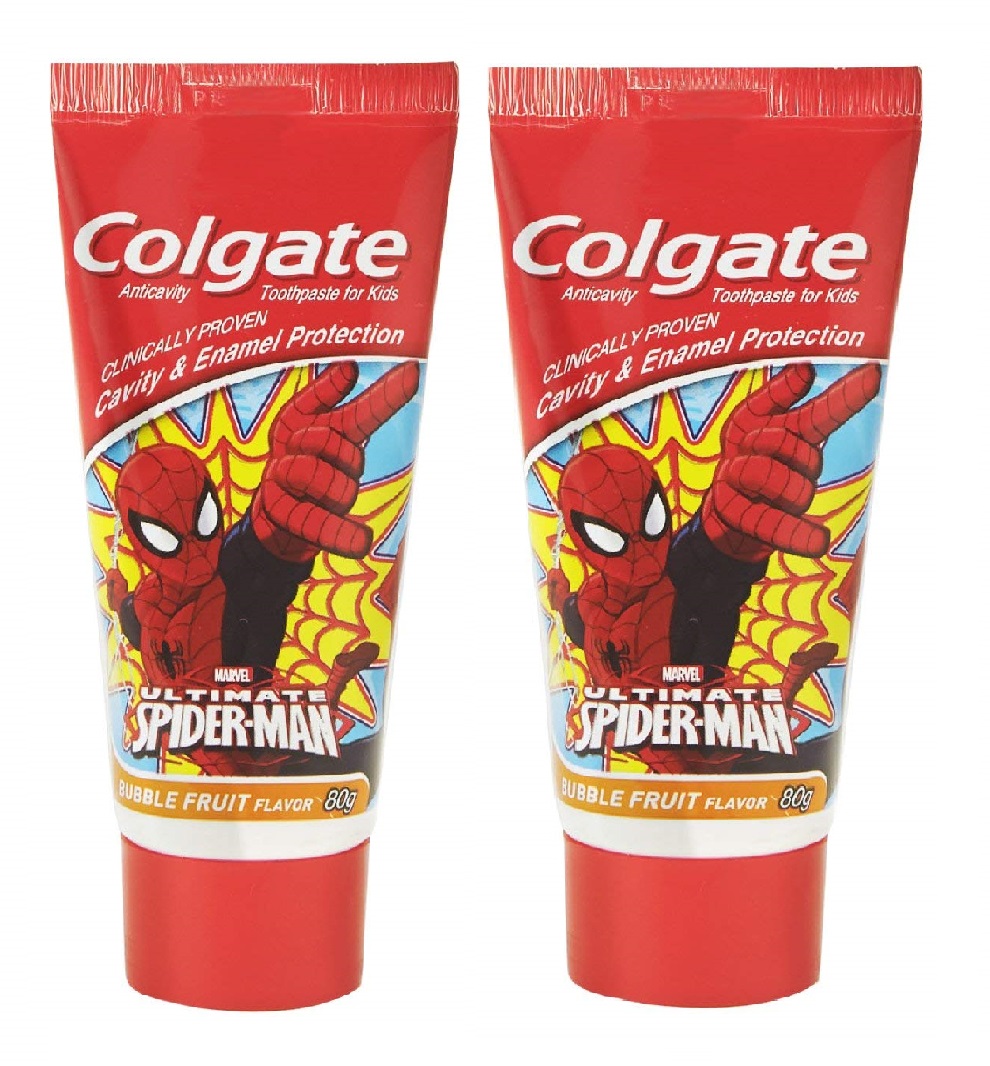 Colgate
Anticavity Toothpaste for Kids
CLINICALLY PROVEN
Cavity & Enamel Protection
MARVEL
ULTIMATE
SPIDER-MAN
BUBBLE FRUIT FLAVOR 80g
Colgate
Anticavity Toothpaste for Kids
CLINICALLY PROVEN
Cavity & Enamel Protection
MARVEL
ULTIMATE
SPIDER-MAN
BUBBLE FRUIT FLAVOR 80g